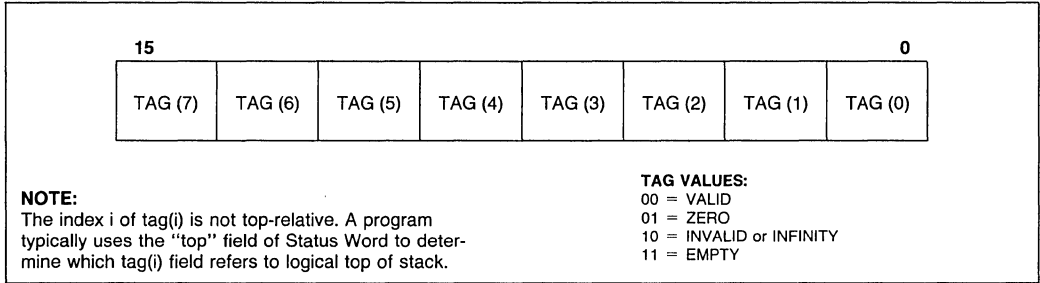 15 0
TAG (7) TAG (6) TAG (5) TAG (4) TAG (3) TAG (2) TAG (1) TAG (0)
NOTE:
The index i of tag(i) is not top-relative. A program
typically uses the "top" field of Status Word to deter-
mine which tag(i) field refers to logical top of stack.
TAG VALUES:
00 = VALID
01 = ZERO
10 = INVALID or INFINITY
11 = EMPTY